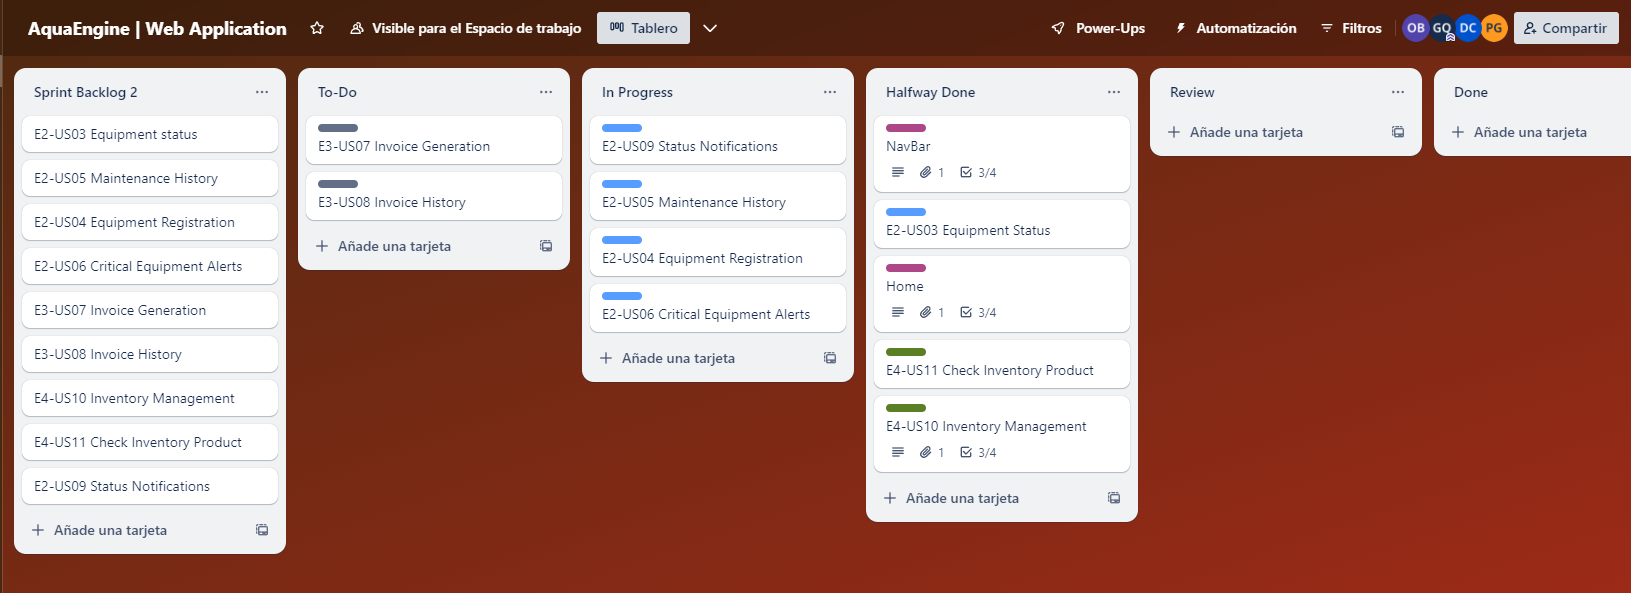 AquaEngine | Web Application
Visible para el Espacio de trabajo
Tablero
Power-Ups
Automatización
Filtros
OB
GQ
DC
PG
Compartir
Sprint Backlog 2
E2-US03 Equipment status
E2-US05 Maintenance History
E2-US04 Equipment Registration
E2-US06 Critical Equipment Alerts
E3-US07 Invoice Generation
E3-US08 Invoice History
E4-US10 Inventory Management
E4-US11 Check Inventory Product
E2-US09 Status Notifications
Añade una tarjeta
To-Do
E3-US07 Invoice Generation
E3-US08 Invoice History
Añade una tarjeta
In Progress
E2-US09 Status Notifications
E2-US05 Maintenance History
E2-US04 Equipment Registration
E2-US06 Critical Equipment Alerts
Añade una tarjeta
Halfway Done
NavBar
1 3/4
E2-US03 Equipment Status
Home
1 3/4
E4-US11 Check Inventory Product
E4-US10 Inventory Management
1 3/4
Añade una tarjeta
Review
Añade una tarjeta
Done
Añade una tarjeta